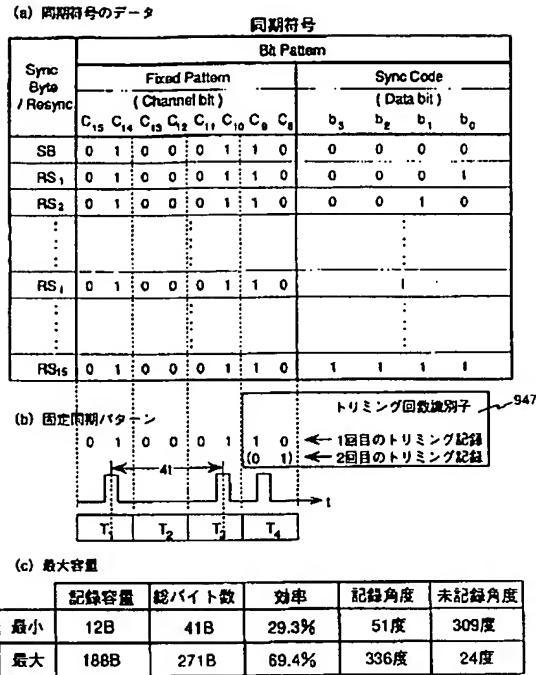 (a) 同期符号のデータ
同期符号
Sync Byte / Resync
Bit Pattern
Fixed Pattern
Sync Code
( Channel bit )
( Data bit )
C15 C14 C13 C12 C11 C10 C9 C8 b3 b2 b1 b0
SB 0 1 0 0 0 1 1 0 0 0 0 0
RS1 0 1 0 0 0 1 1 0 0 0 0 1
RS2 0 1 0 0 0 1 1 0 0 0 1 0
RSI 0 1 0 0 0 1 1 0 I
RS15 0 1 0 0 0 1 1 0 1 1 1 1
トリミング回数識別子 947
(b) 固定同期パターン
0 1 0 0 0 1 1 0 ← 1回目のトリミング記録
(0 1) ← 2回目のトリミング記録
4t
t
T1 T2 T3 T4
(c) 最大容量
記録容量 総バイト数 効率 記録角度 未記録角度
最小 12B 41B 29.3% 51度 309度
最大 188B 271B 69.4% 336度 24度